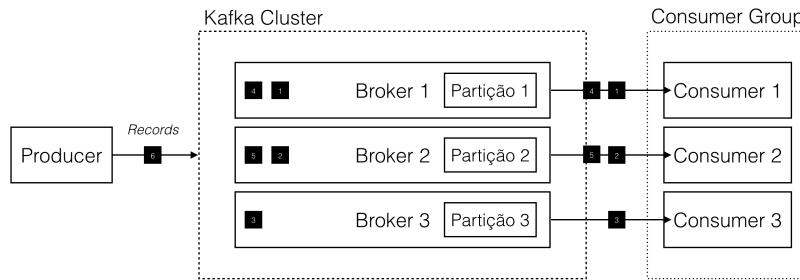 Kafka Cluster
Consumer Group
4 1 Broker 1 Partição 1 4 1 Consumer 1
Records
Producer 6 5 2 Broker 2 Partição 2 5 2 Consumer 2
3 Broker 3 Partição 3 3 Consumer 3